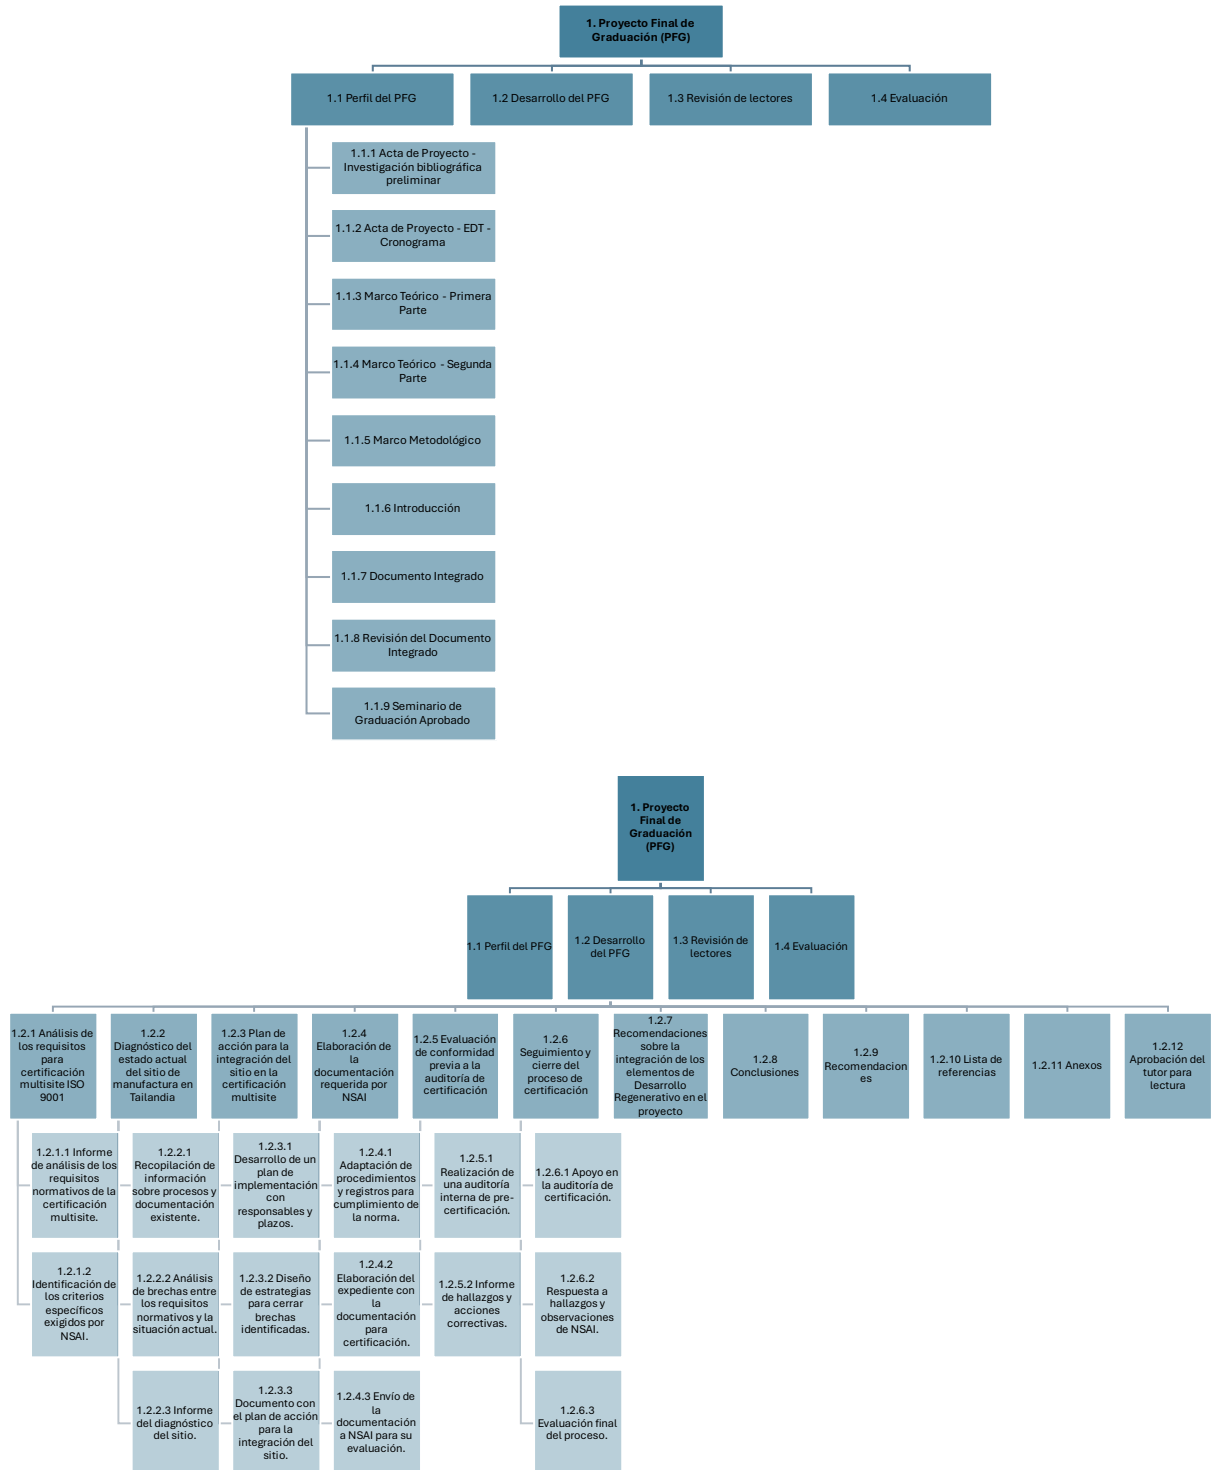 1. Proyecto Final de
Graduación (PFG)
1.1 Perfil del PFG
1.2 Desarrollo del PFG
1.3 Revisión de lectores
1.4 Evaluación
1.1.1 Acta de Proyecto -
Investigación bibliográfica
preliminar
1.1.2 Acta de Proyecto - EDT -
Cronograma
1.1.3 Marco Teórico - Primera
Parte
1.1.4 Marco Teórico - Segunda
Parte
1.1.5 Marco Metodológico
1.1.6 Introducción
1.1.7 Documento Integrado
1.1.8 Revisión del Documento
Integrado
1.1.9 Seminario de
Graduación Aprobado
1. Proyecto
Final de
Graduación
(PFG)
1.1 Perfil del PFG
1.2 Desarrollo
del PFG
1.3 Revisión de
lectores
1.4 Evaluación
1.2.1 Análisis de
los requisitos
para
certificación
multisite ISO
9001
1.2.2
Diagnóstico del
estado actual
del sitio de
manufactura en
Tailandia
1.2.3 Plan de
acción para la
integración del
sitio en la
certificación
multisite
1.2.4
Elaboración de
la
documentación
requerida por
NSAI
1.2.5 Evaluación
de conformidad
previa a la
auditoría de
certificación
1.2.6
Seguimiento y
cierre del
proceso de
certificación
1.2.7
Recomendaciones
sobre la
integración de los
elementos de
Desarrollo
Regenerativo en el
proyecto
1.2.8
Conclusiones
1.2.9
Recomendacion
es
1.2.10 Lista de
referencias
1.2.11 Anexos
1.2.12
Aprobación del
tutor para
lectura
1.2.1.1 Informe
de análisis de los
requisitos
normativos de la
certificación
multisite.
1.2.2.1
Recopilación de
información
sobre procesos y
documentación
existente.
1.2.3.1
Desarrollo de un
plan de
implementación
con
responsables y
plazos.
1.2.4.1
Adaptación de
procedimientos
y registros para
cumplimiento de
la norma.
1.2.5.1
Realización de
una auditoría
interna de pre-
certificación.
1.2.6.1 Apoyo en
la auditoría de
certificación.
1.2.1.2
Identificación de
los criterios
específicos
exigidos por
NSAI.
1.2.2.2 Análisis
de brechas entre
los requisitos
normativos y la
situación actual.
1.2.3.2 Diseño
de estrategias
para cerrar
brechas
identificadas.
1.2.4.2
Elaboración del
expediente con
la
documentación
para
certificación.
1.2.5.2 Informe
de hallazgos y
acciones
correctivas.
1.2.6.2
Respuesta a
hallazgos y
observaciones
de NSAI.
1.2.2.3 Informe
del diagnóstico
del sitio.
1.2.3.3
Documento con
el plan de acción
para la
integración del
sitio.
1.2.4.3 Envío de
la
documentación
a NSAI para su
evaluación.
1.2.6.3
Evaluación final
del proceso.